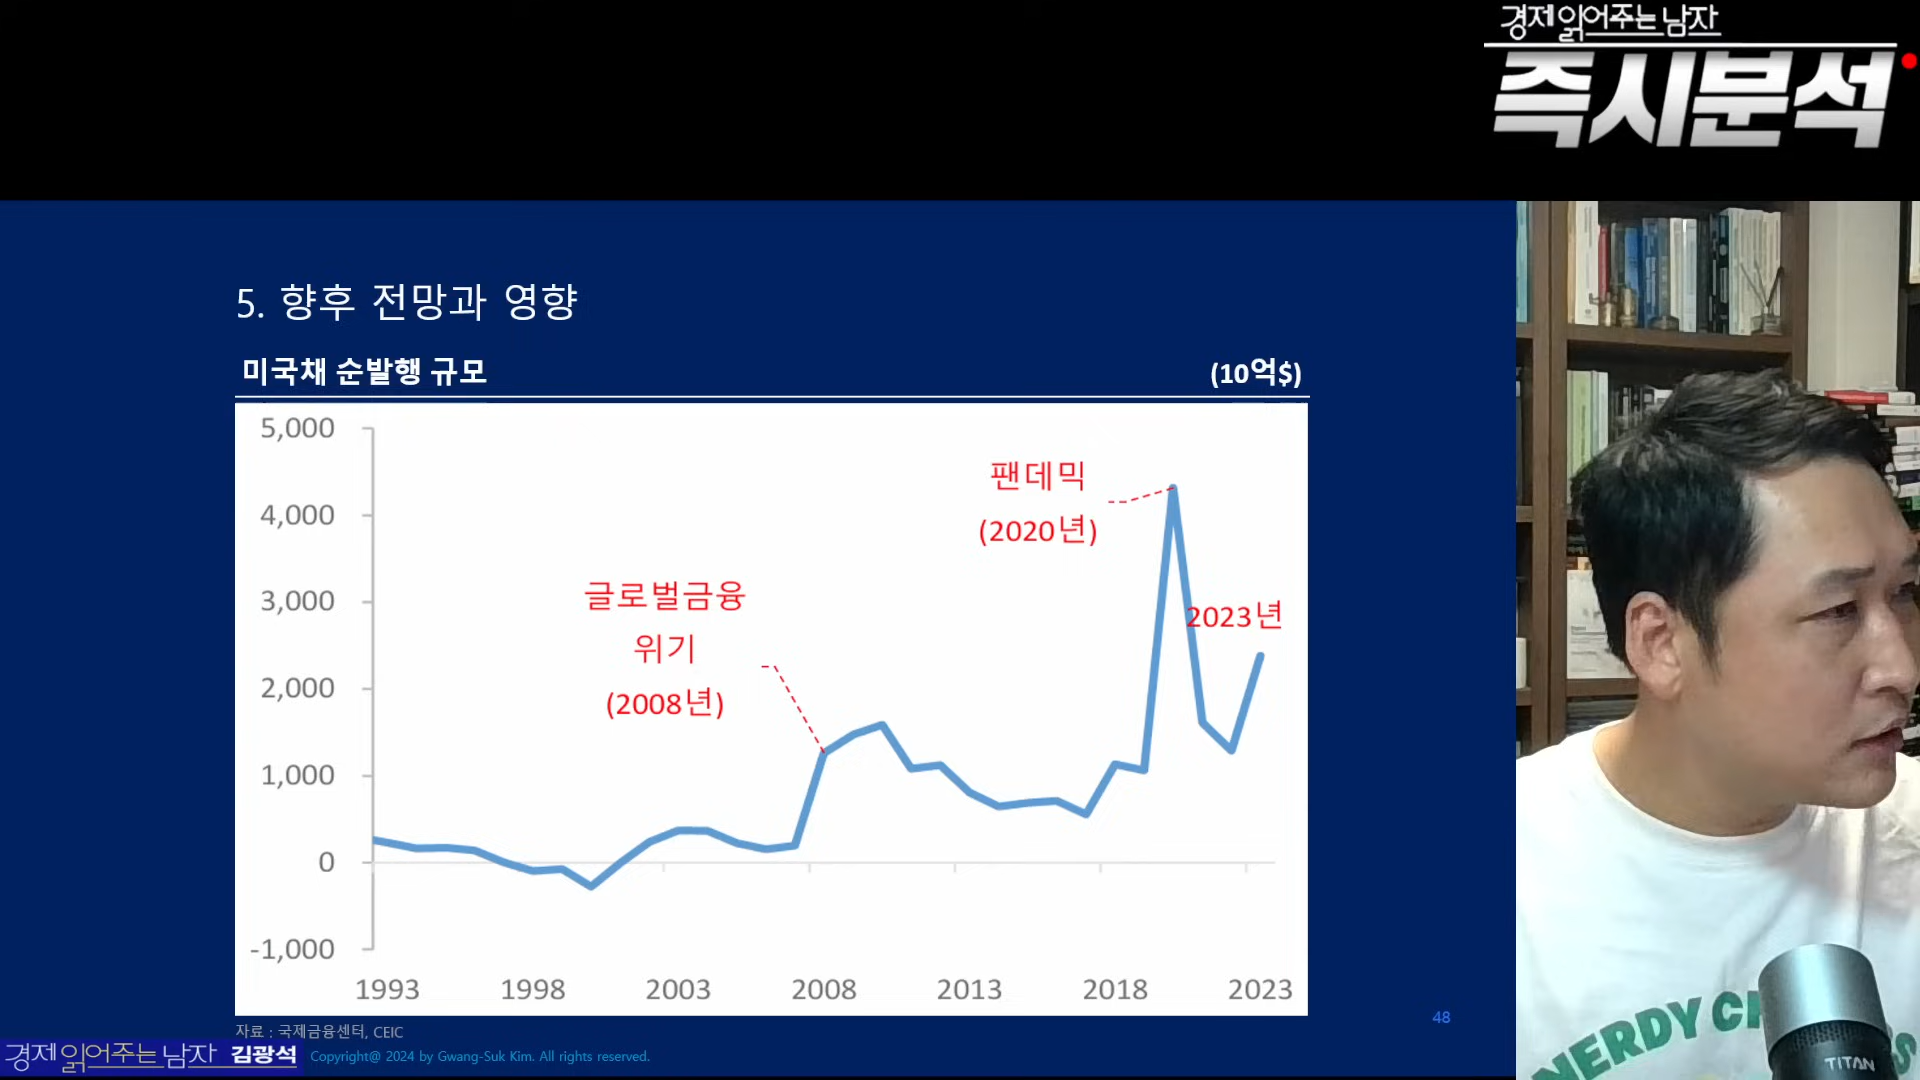 경제읽어주는남자
즉시분석
5. 향후 전망과 영향
미국채 순발행 규모
(10억$)
5,000
4,000
3,000
2,000
1,000
0
-1,000
글로벌금융
위기
(2008년)
팬데믹
(2020년)
2023년
1993
1998
2003
2008
2013
2018
2023
자료 : 국제금융센터, CEIC
48
경제읽어주는남자 김광석
Copyright@ 2024 by Gwang-Suk Kim. All rights reserved.
NERDY
TITAN